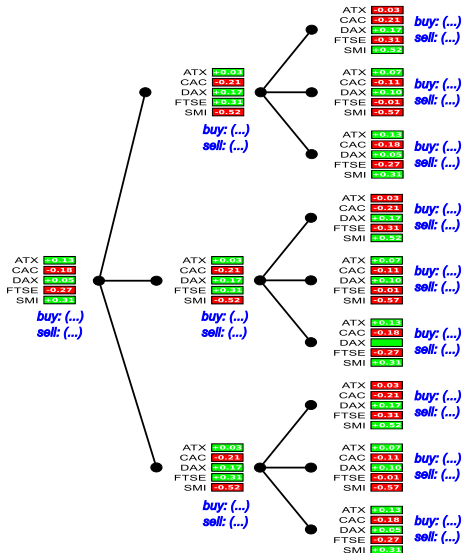 ATX +0.13
CAC -0.18
DAX +0.05
FTSE -0.27
SMI +0.31
buy: (...)
sell: (...)
ATX +0.03
CAC -0.21
DAX +0.17
FTSE +0.31
SMI -0.52
buy: (...)
sell: (...)
ATX +0.03
CAC -0.21
DAX +0.17
FTSE +0.31
SMI -0.52
buy: (...)
sell: (...)
ATX +0.03
CAC -0.21
DAX +0.17
FTSE +0.31
SMI -0.52
buy: (...)
sell: (...)
ATX -0.03
CAC -0.21
DAX +0.17
FTSE -0.31
SMI +0.52
buy: (...)
sell: (...)
ATX +0.07
CAC -0.11
DAX +0.10
FTSE -0.01
SMI -0.57
buy: (...)
sell: (...)
ATX +0.13
CAC -0.18
DAX +0.05
FTSE -0.27
SMI +0.31
buy: (...)
sell: (...)
ATX -0.03
CAC -0.21
DAX +0.17
FTSE -0.31
SMI +0.52
buy: (...)
sell: (...)
ATX +0.07
CAC -0.11
DAX +0.10
FTSE -0.01
SMI -0.57
buy: (...)
sell: (...)
ATX +0.13
CAC -0.18
DAX
FTSE -0.27
SMI +0.31
buy: (...)
sell: (...)
ATX -0.03
CAC -0.21
DAX +0.17
FTSE -0.31
SMI +0.52
buy: (...)
sell: (...)
ATX +0.07
CAC -0.11
DAX +0.10
FTSE -0.01
SMI -0.57
buy: (...)
sell: (...)
ATX +0.13
CAC -0.18
DAX +0.05
FTSE -0.27
SMI +0.31
buy: (...)
sell: (...)